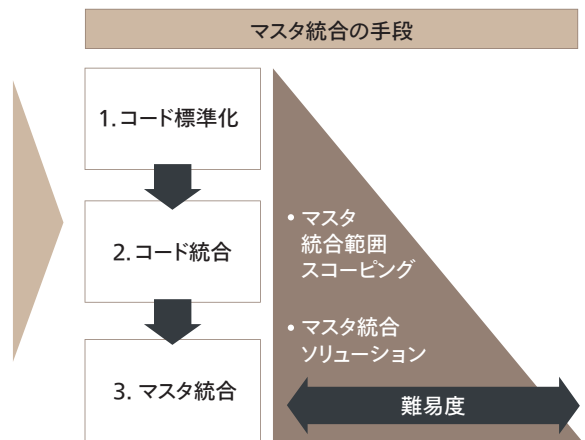 マスタ統合の手段
1. コード標準化
2. コード統合
3. マスタ統合
• マスタ
統合範囲
スコーピング
• マスタ統合
ソリューション
難易度